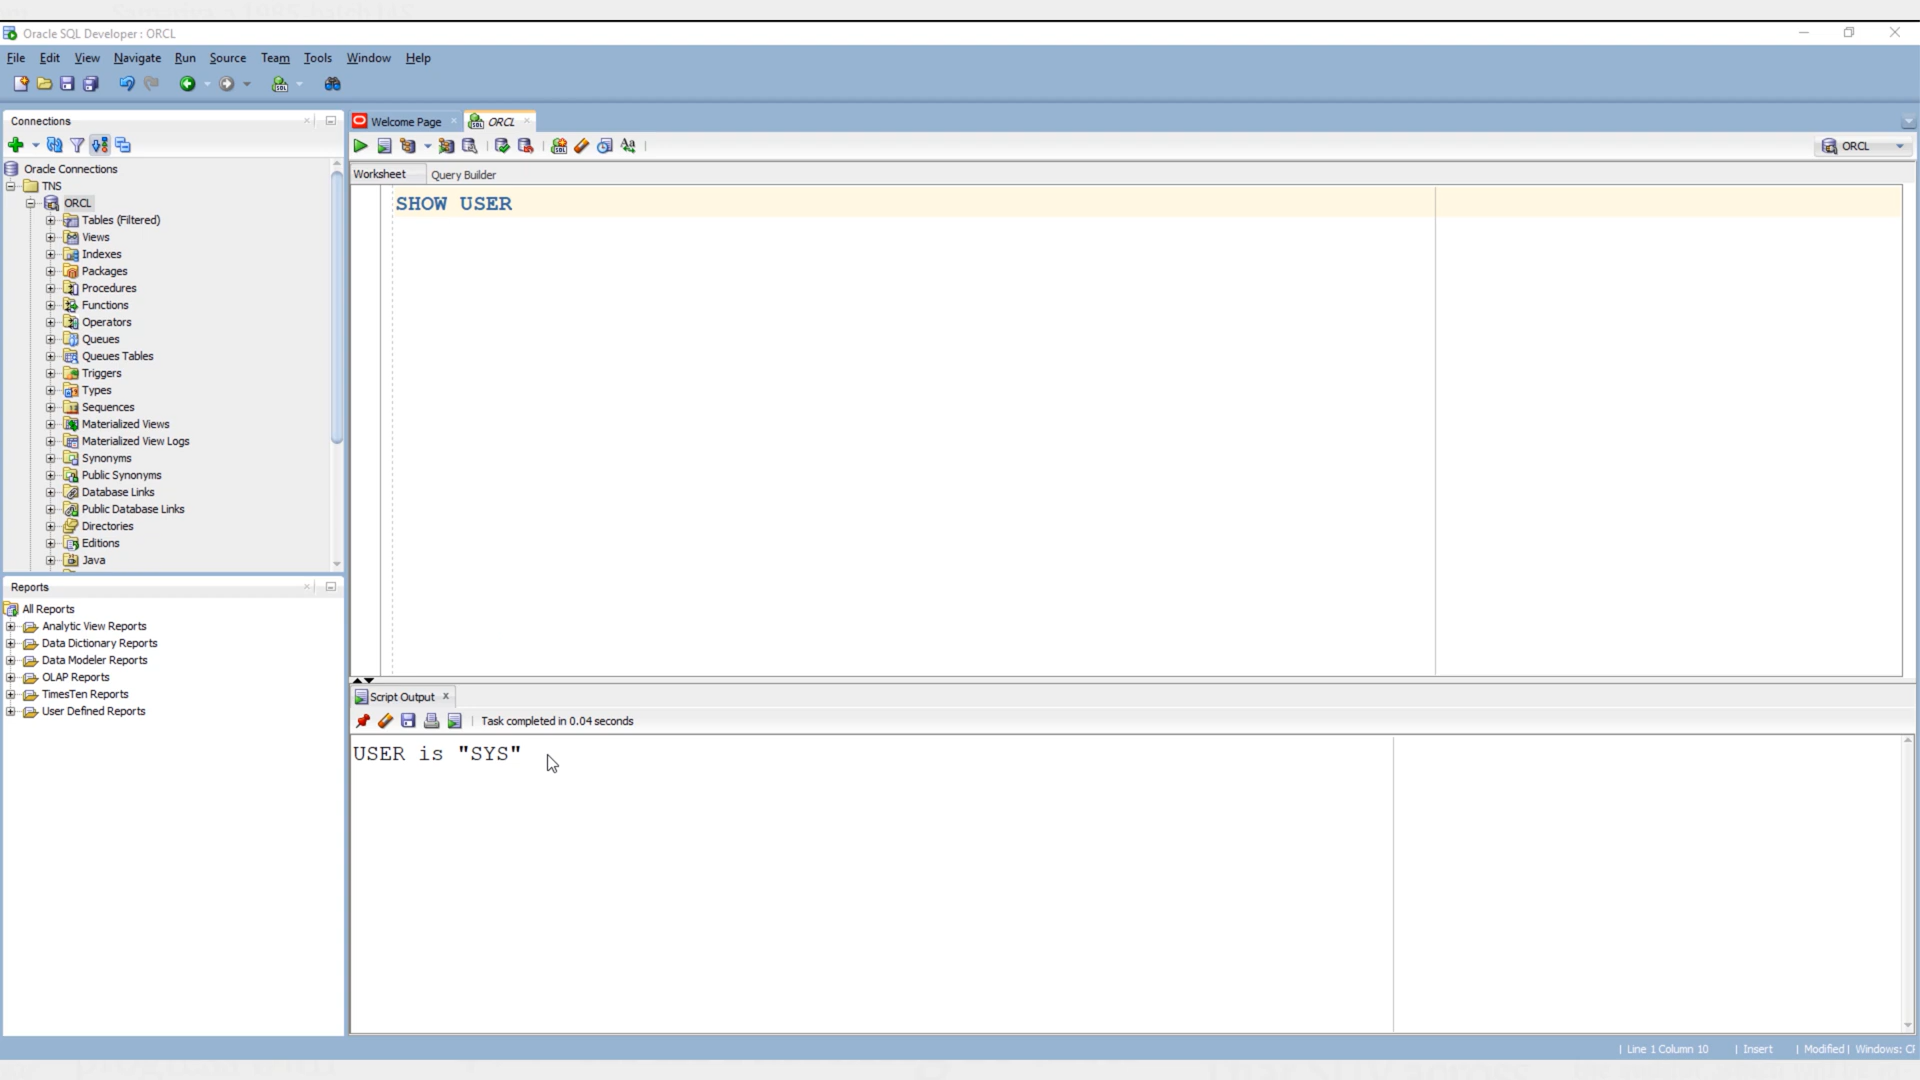 Oracle SQL Developer : ORCL
File Edit View Navigate Run Source Team Tools Window Help
Connections
Oracle Connections
TNS
ORCL
Tables (Filtered)
Views
Indexes
Packages
Procedures
Functions
Operators
Queues
Queues Tables
Triggers
Types
Sequences
Materialized Views
Materialized View Logs
Synonyms
Public Synonyms
Database Links
Public Database Links
Directories
Editions
Java
Reports
All Reports
Analytic View Reports
Data Dictionary Reports
Data Modeler Reports
OLAP Reports
TimesTen Reports
User Defined Reports
Welcome Page ORCL
ORCL
Worksheet Query Builder
SHOW USER
Script Output
Task completed in 0.04 seconds
USER is "SYS"
Line 1 Column 10 | Insert | Modified | Windows: